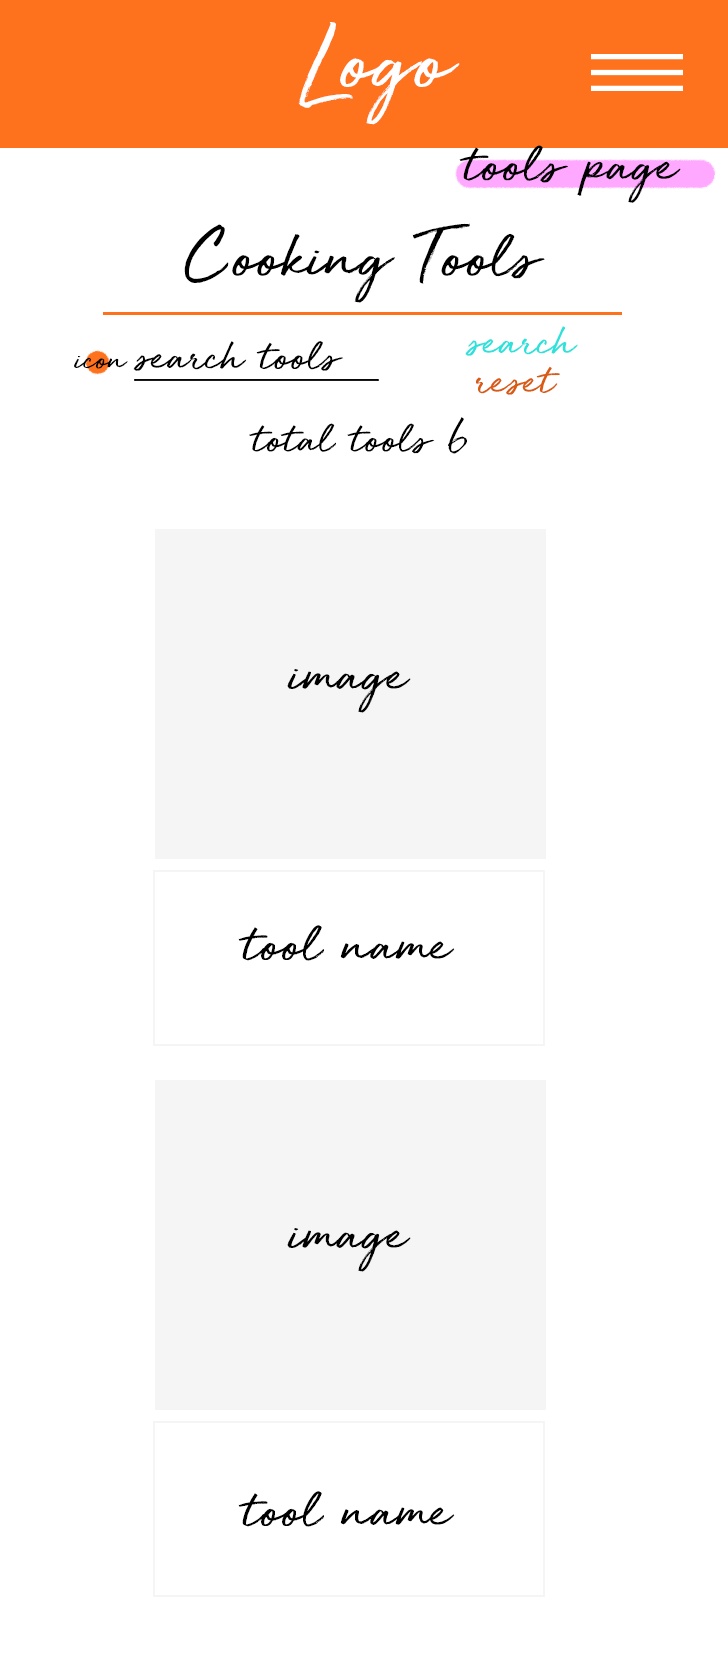 Logo
tools page
Cooking Tools
icon search tools
search
reset
total tools 6
image
tool name
image
tool name